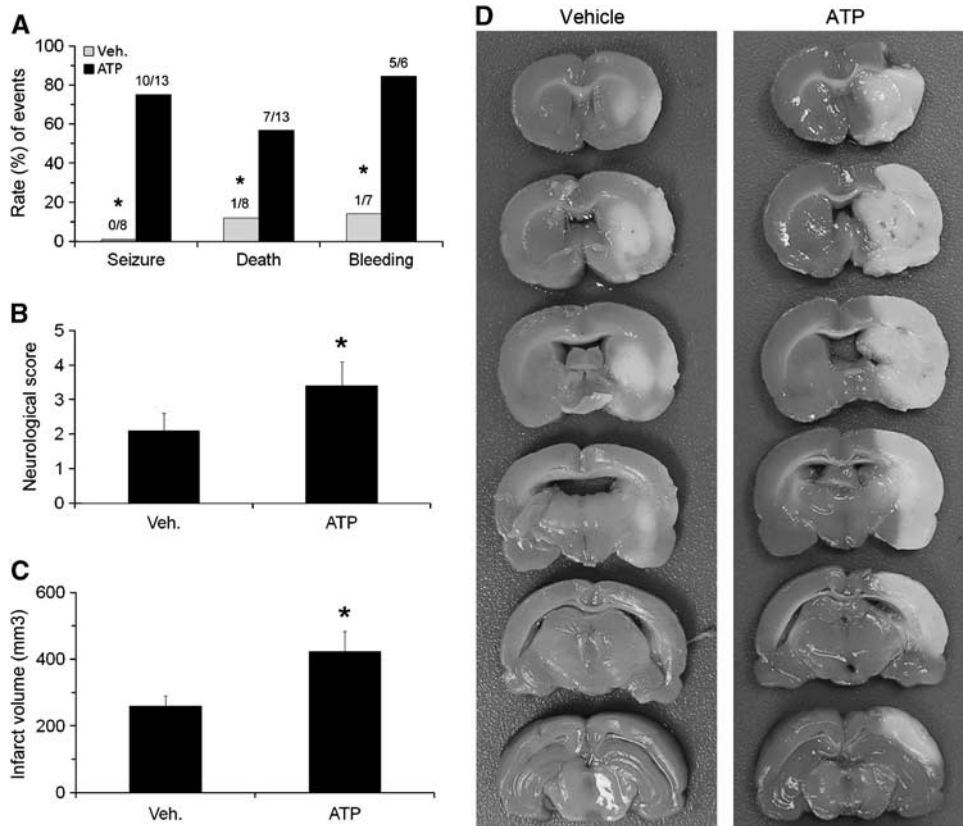 A
Rate (%) of events
100
80
60
40
20
0
Veh.
ATP
0/8
10/13
1/8
7/13
1/7
5/6
*
*
*
Seizure
Death
Bleeding
B
Neurological score
5
4
3
2
1
0
*
Veh.
ATP
C
Infarct volume (mm3)
600
400
200
0
*
Veh.
ATP
D
Vehicle
ATP